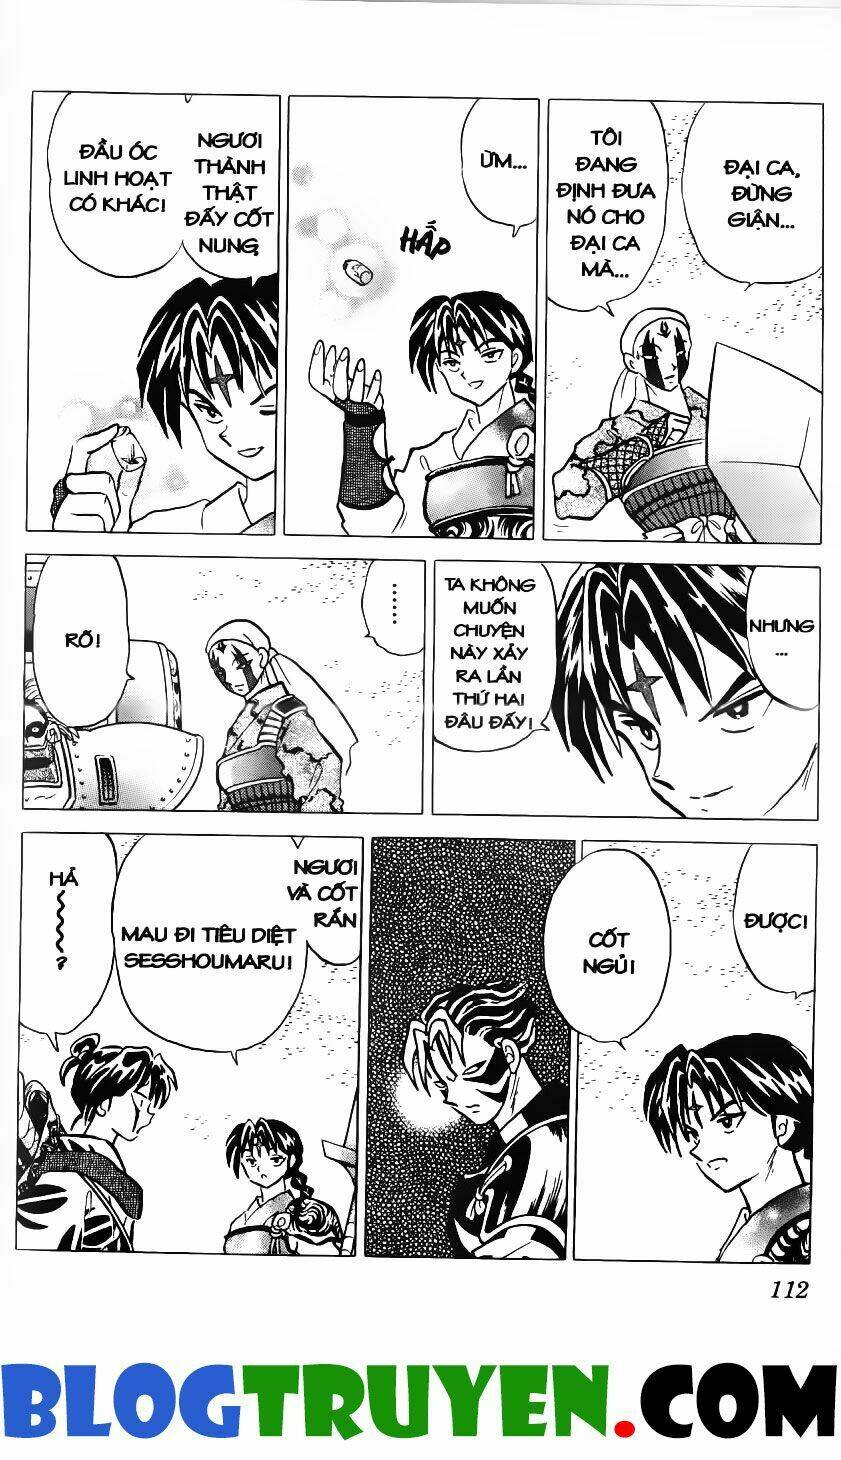 ĐẠI CA,
ĐỪNG
GIẬN...
TÔI
ĐANG
ĐỊNH ĐƯA
NÓ CHO
ĐẠI CA
MÀ...
ỪM...
HẤP
NGƯƠI
THÀNH
THẬT
ĐẤY CỐT
NUNG,
ĐẦU ÓC
LINH HOẠT
CÓ KHÁC!
NHƯNG
...
TA KHÔNG
MUỐN
CHUYỆN
NÀY XẢY
RA LẦN
THỨ HAI
ĐÂU ĐẤY!
......
RÕ!
ĐƯỢC!
CỐT
NGỦ!
NGƯƠI
VÀ CỐT
RẮN
MAU ĐI TIÊU DIỆT
SESSHOUMARU!
HẢ
~~~~?
112
BLOGTRUYEN.COM